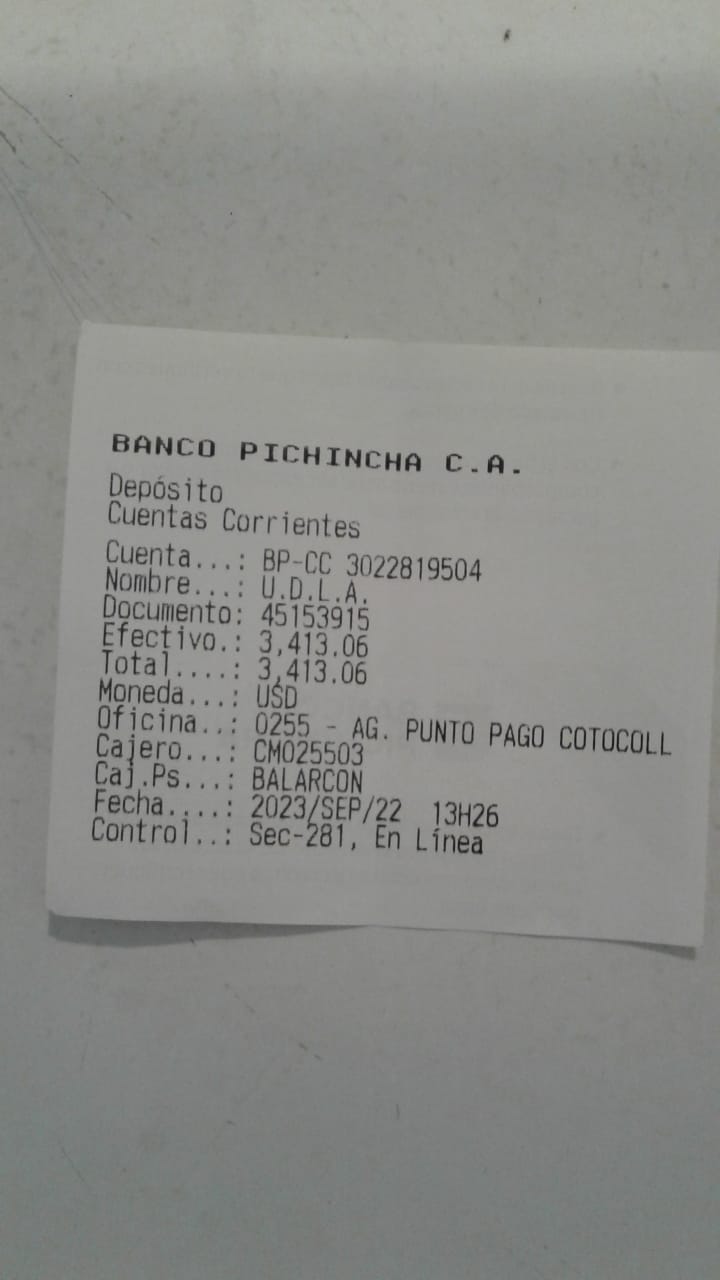 BANCO PICHINCHA C.A.
Depósito
Cuentas Corrientes
Cuenta...: BP-CC 3022819504
Nombre...: U.D.L.A.
Documento: 45153915
Efectivo.: 3,413.06
Total....: 3,413.06
Moneda...: USD
Oficina..: 0255 - AG. PUNTO PAGO COTOCOLL
Cajero...: CM025503
Caj.Ps...: BALARCON
Fecha....: 2023/SEP/22 13H26
Control..: Sec-281, En Línea